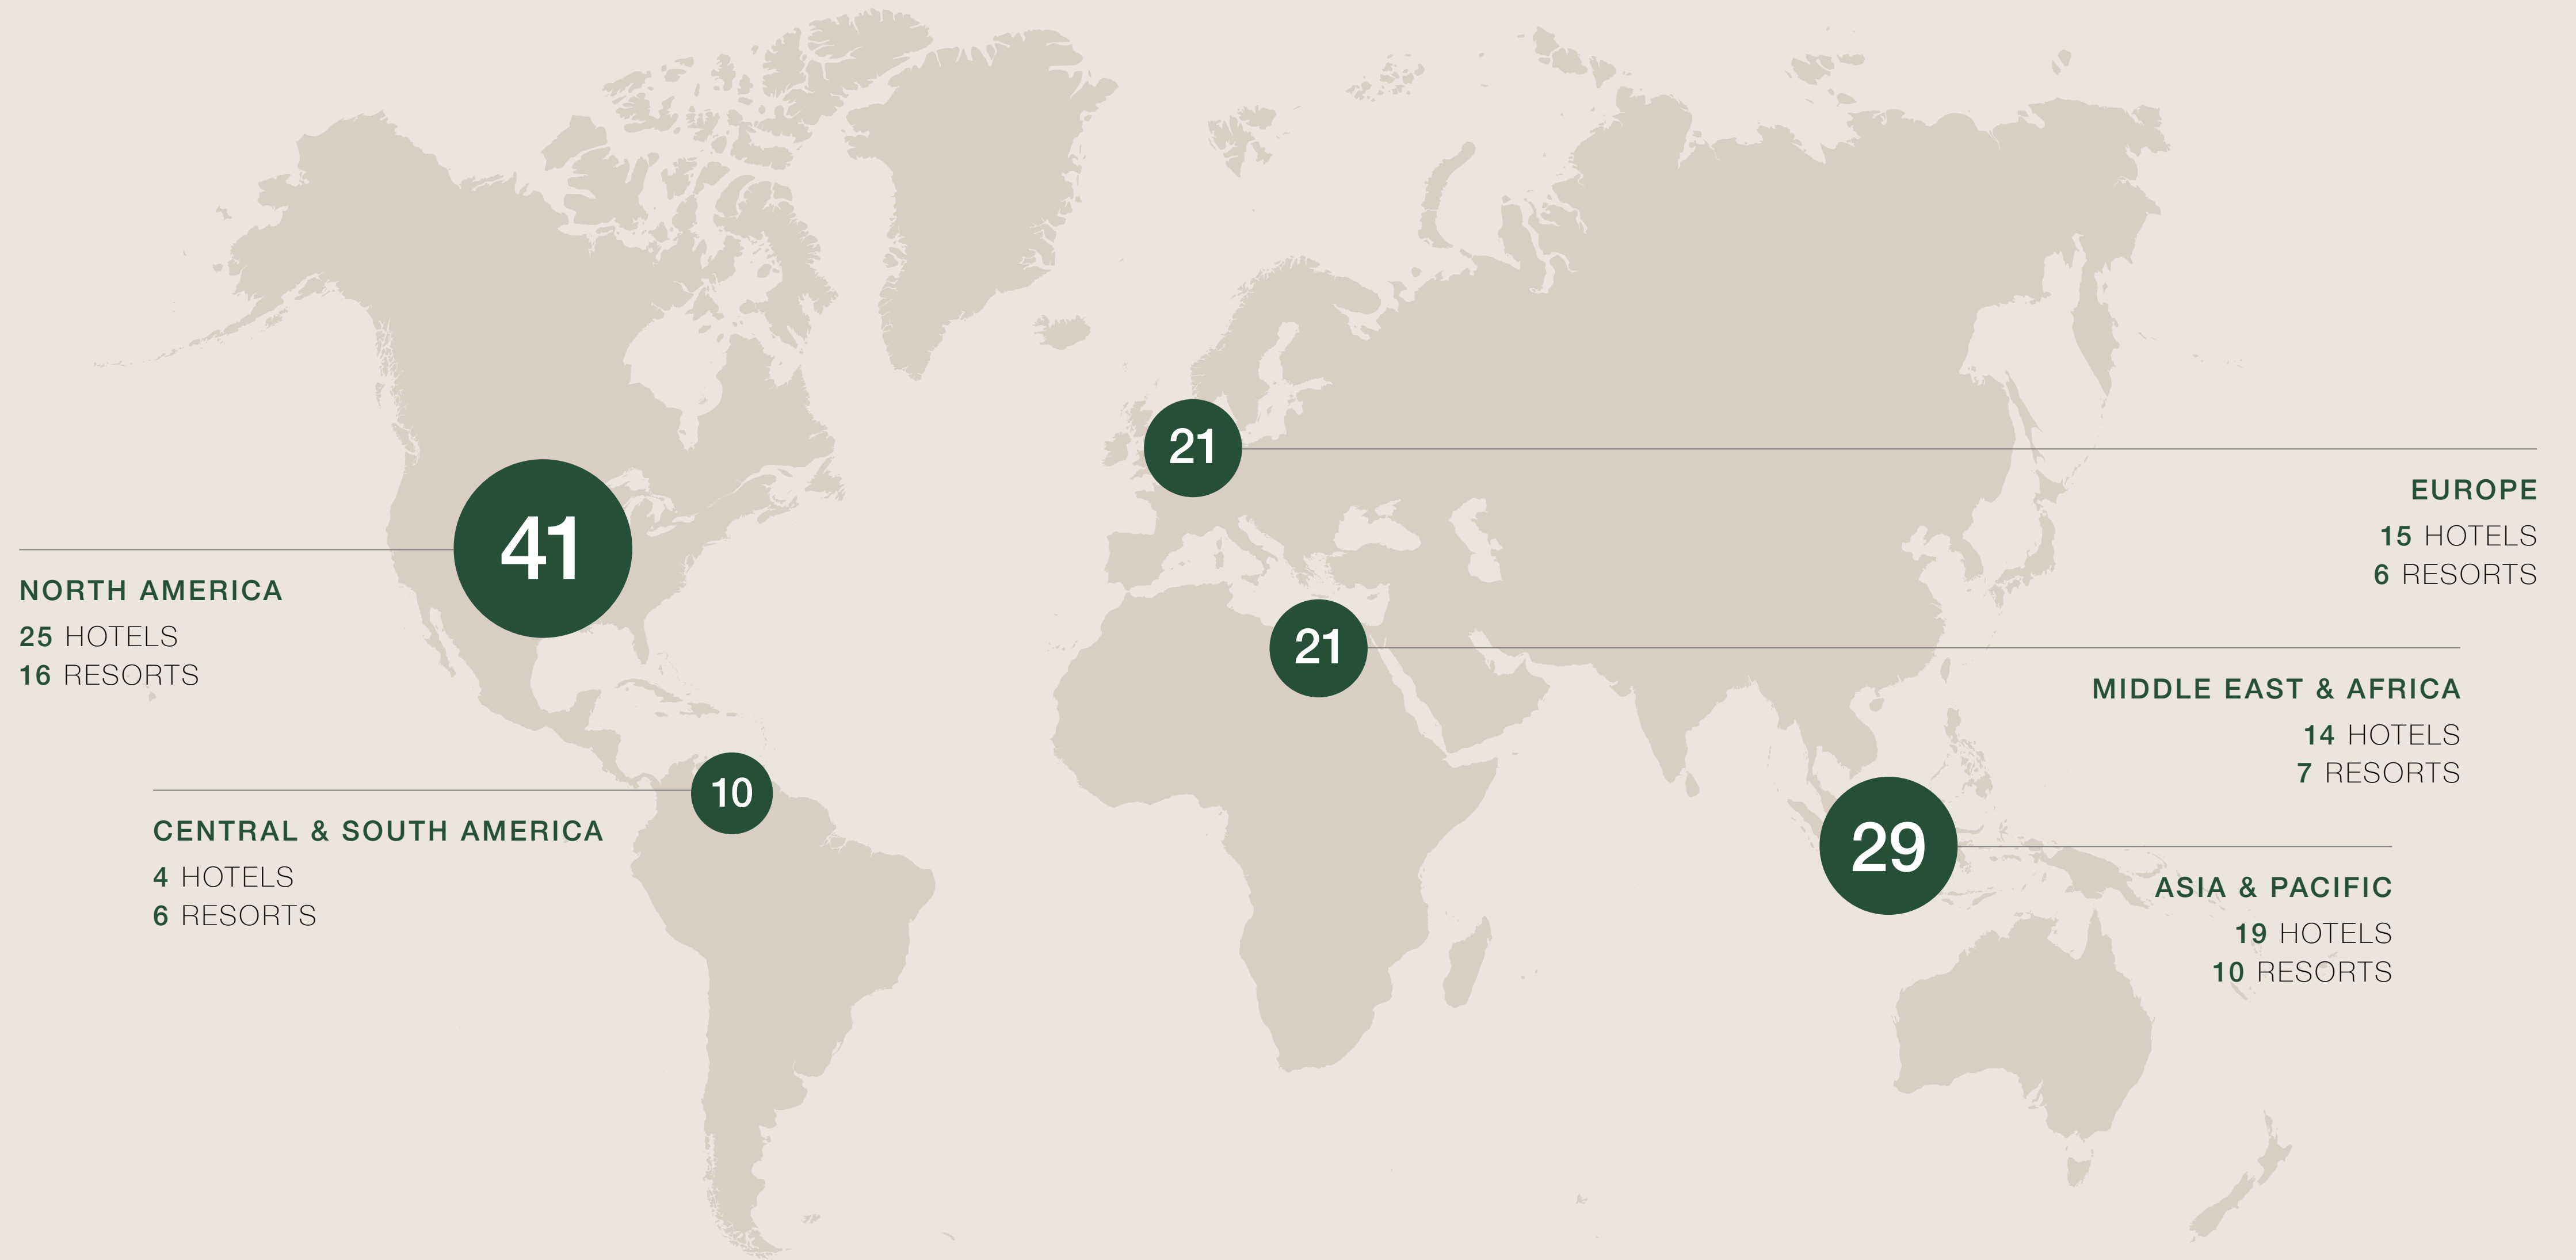 41
NORTH AMERICA
25 HOTELS
16 RESORTS
10
CENTRAL & SOUTH AMERICA
4 HOTELS
6 RESORTS
21
EUROPE
15 HOTELS
6 RESORTS
21
MIDDLE EAST & AFRICA
14 HOTELS
7 RESORTS
29
ASIA & PACIFIC
19 HOTELS
10 RESORTS